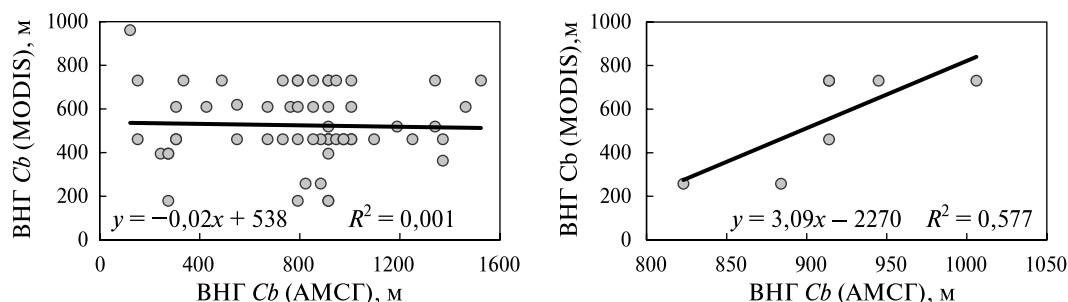 ВНГ Cb (MODIS), м
1000
800
600
400
200
0
y = −0,02x + 538 R² = 0,001
0 400 800 1200 1600
ВНГ Cb (АМСГ), м
ВНГ Cb (MODIS),м
1000
800
600
400
200
0
y = 3,09x – 2270 R² = 0,577
800 850 900 950 1000 1050
ВНГ Cb (АМСГ), м